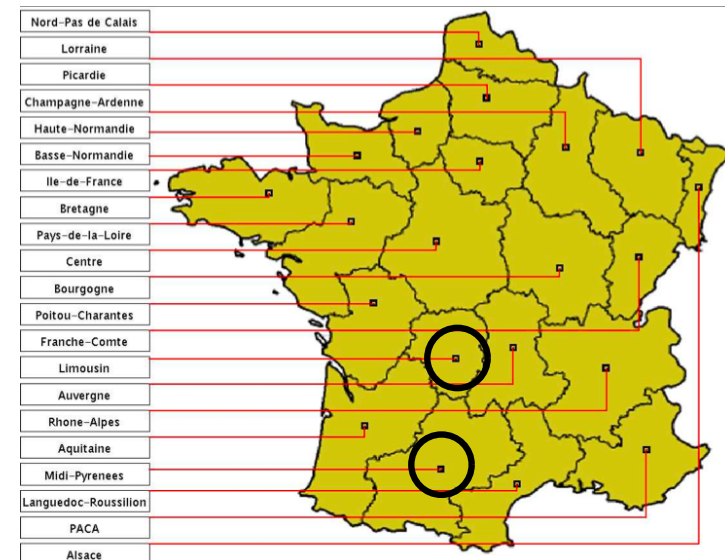 Nord-Pas de Calais
Lorraine
Picardie
Champagne-Ardenne
Haute-Normandie
Basse-Normandie
Ile-de-France
Bretagne
Pays-de-la-Loire
Centre
Bourgogne
Poitou-Charantes
Franche-Comte
Limousin
Auvergne
Rhone-Alpes
Aquitaine
Midi-Pyrenees
Languedoc-Roussilion
PACA
Alsace